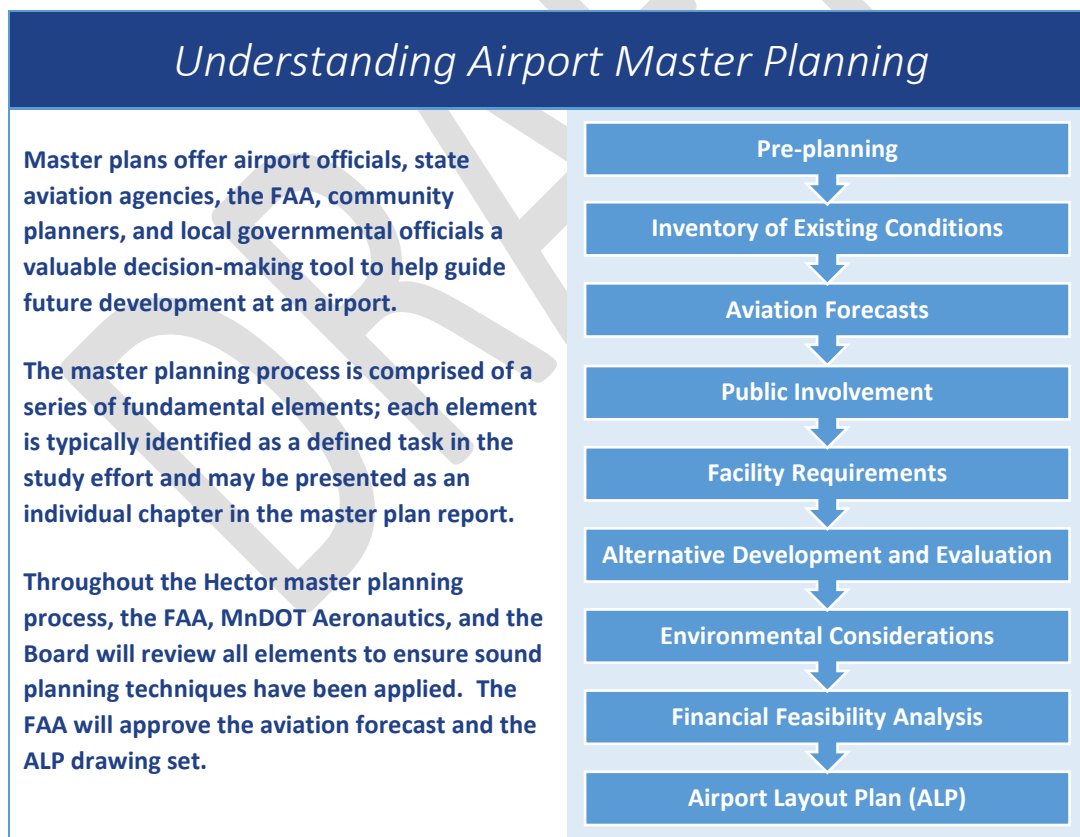 Understanding Airport Master Planning
Master plans offer airport officials, state
aviation agencies, the FAA, community
planners, and local governmental officials a
valuable decision-making tool to help guide
future development at an airport.
The master planning process is comprised of a
series of fundamental elements; each element
is typically identified as a defined task in the
study effort and may be presented as an
individual chapter in the master plan report.
Throughout the Hector master planning
process, the FAA, MnDOT Aeronautics, and the
Board will review all elements to ensure sound
planning techniques have been applied.  The
FAA will approve the aviation forecast and the
ALP drawing set.
Pre-planning
Inventory of Existing Conditions
Aviation Forecasts
Public Involvement
Facility Requirements
Alternative Development and Evaluation
Environmental Considerations
Financial Feasibility Analysis
Airport Layout Plan (ALP)